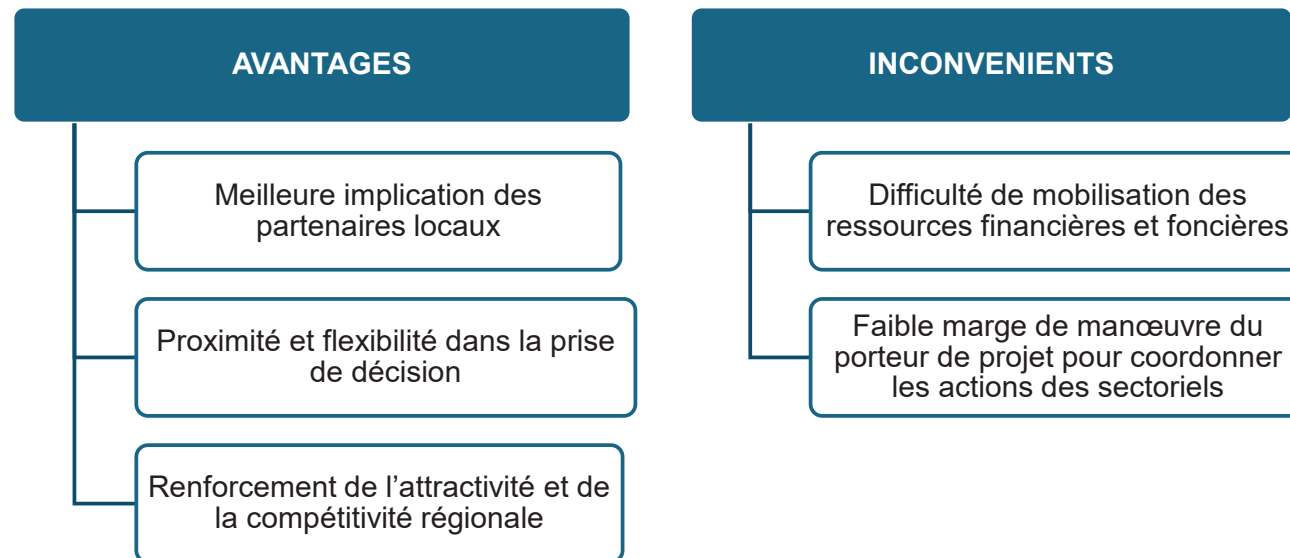 AVANTAGES
Meilleure implication des
partenaires locaux
Proximité et flexibilité dans la prise
de décision
Renforcement de l’attractivité et de
la compétitivité régionale
INCONVENIENTS
Difficulté de mobilisation des
ressources financières et foncières
Faible marge de manœuvre du
porteur de projet pour coordonner
les actions des sectoriels